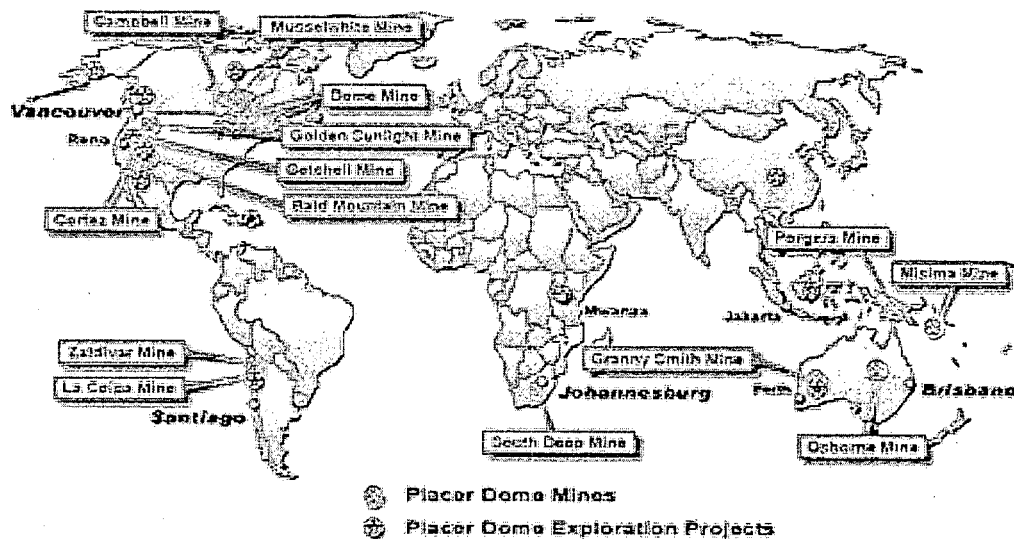 Campbell Mine
Musselwhite Mine
Dome Mine
Vancouver
Golden Sunlight Mine
Reno
Getchell Mine
Bald Mountain Mine
Cortez Mine
Porgera Mine
Misima Mine
Mwanza
Jakarta
Zaldivar Mine
Granny Smith Mine
La Coipa Mine
Johannesburg
Perth
Brisbane
Santiago
South Deep Mine
Osborne Mine
Placer Dome Mines
Placer Dome Exploration Projects